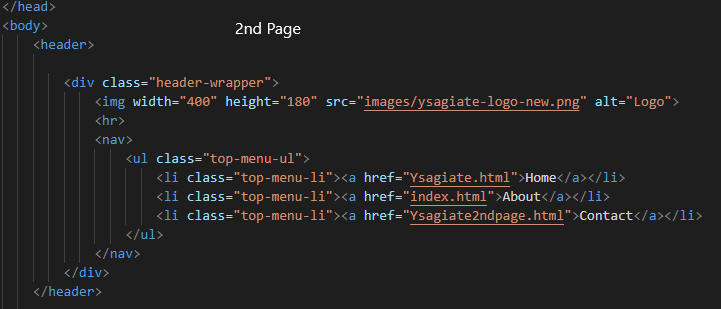 </head>
<body>
2nd Page
<header>
<div class="header-wrapper">
<img width="400" height="180" src="images/ysagiate-logo-new.png" alt="Logo">
<hr>
<nav>
<ul class="top-menu-ul">
<li class="top-menu-li"><a href="Ysagiate.html">Home</a></li>
<li class="top-menu-li"><a href="index.html">About</a></li>
<li class="top-menu-li"><a href="Ysagiate2ndpage.html">Contact</a></li>
</ul>
</nav>
</div>
</header>